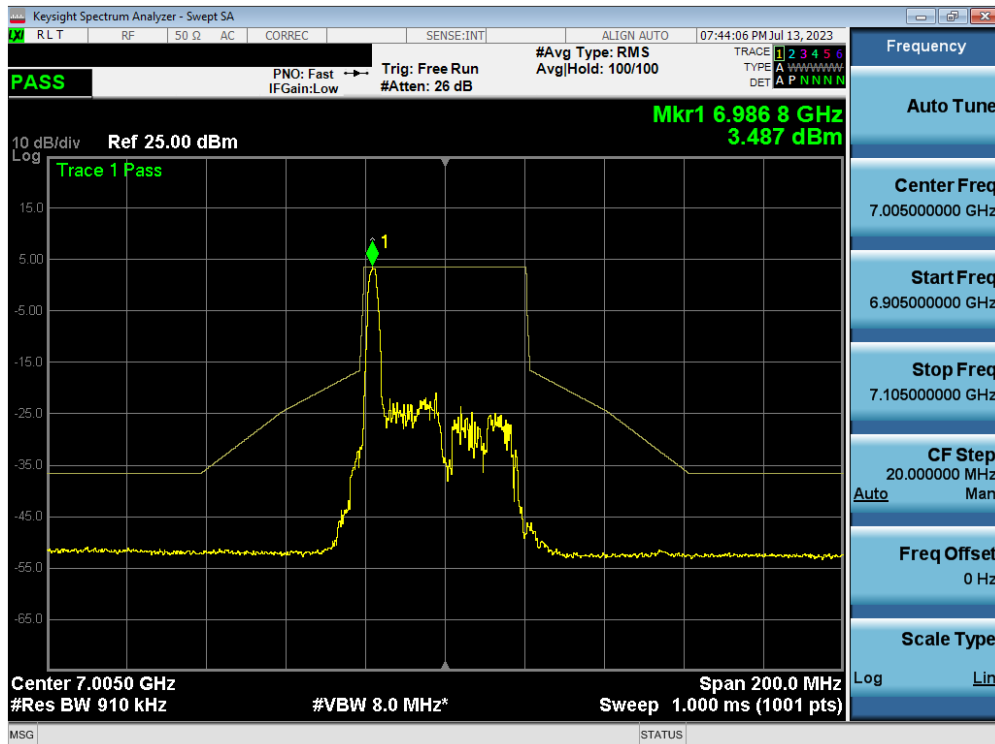 Keysight Spectrum Analyzer - Swept SA
LXI RLT RF 50 Ω AC CORREC SENSE:INT ALIGN AUTO 07:44:06 PM Jul 13, 2023
PASS
PNO: Fast
IFGain:Low
Trig: Free Run
#Atten: 26 dB
#Avg Type: RMS
Avg|Hold: 100/100
TRACE 1 2 3 4 5 6
TYPE A WWWWW
DET A P N N N N
Mkr1 6.986 8 GHz
3.487 dBm
10 dB/div Ref 25.00 dBm
Log
Trace 1 Pass
1
15.0
5.00
-5.00
-15.0
-25.0
-35.0
-45.0
-55.0
-65.0
Center 7.0050 GHz Span 200.0 MHz
#Res BW 910 kHz #VBW 8.0 MHz* Sweep 1.000 ms (1001 pts)
MSG STATUS
Frequency
Auto Tune
Center Freq
7.005000000 GHz
Start Freq
6.905000000 GHz
Stop Freq
7.105000000 GHz
CF Step
20.000000 MHz
Auto Man
Freq Offset
0 Hz
Scale Type
Log Lin